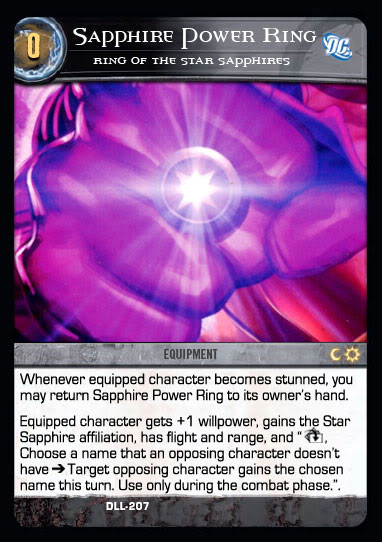 0
Sapphire Power Ring
Ring of the Star Sapphires
DC
EQUIPMENT
Whenever equipped character becomes stunned, you
may return Sapphire Power Ring to its owner's hand.
Equipped character gets +1 willpower, gains the Star
Sapphire affiliation, has flight and range, and “ ,
Choose a name that an opposing character doesn't
have ➔ Target opposing character gains the chosen
name this turn. Use only during the combat phase.”.
DLL-207